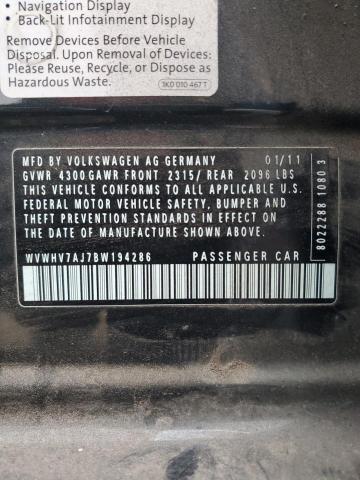 • Navigation Display
• Back-Lit Infotainment Display
Remove Devices Before Vehicle
Disposal. Upon Removal of Devices:
Please Reuse, Recycle, or Dispose as
Hazardous Waste.
1K0 010 467 T
MFD BY VOLKSWAGEN AG GERMANY 01/11
GVWR 4300 GAWR FRONT 2315/ REAR 2096 LBS
THIS VEHICLE CONFORMS TO ALL APPLICABLE U.S.
FEDERAL MOTOR VEHICLE SAFETY, BUMPER AND
THEFT PREVENTION STANDARDS IN EFFECT ON
THE DATE OF MANUFACTURE SHOWN ABOVE.
WVWHV7AJ7BW194286 PASSENGER CAR
8022288 1080 3